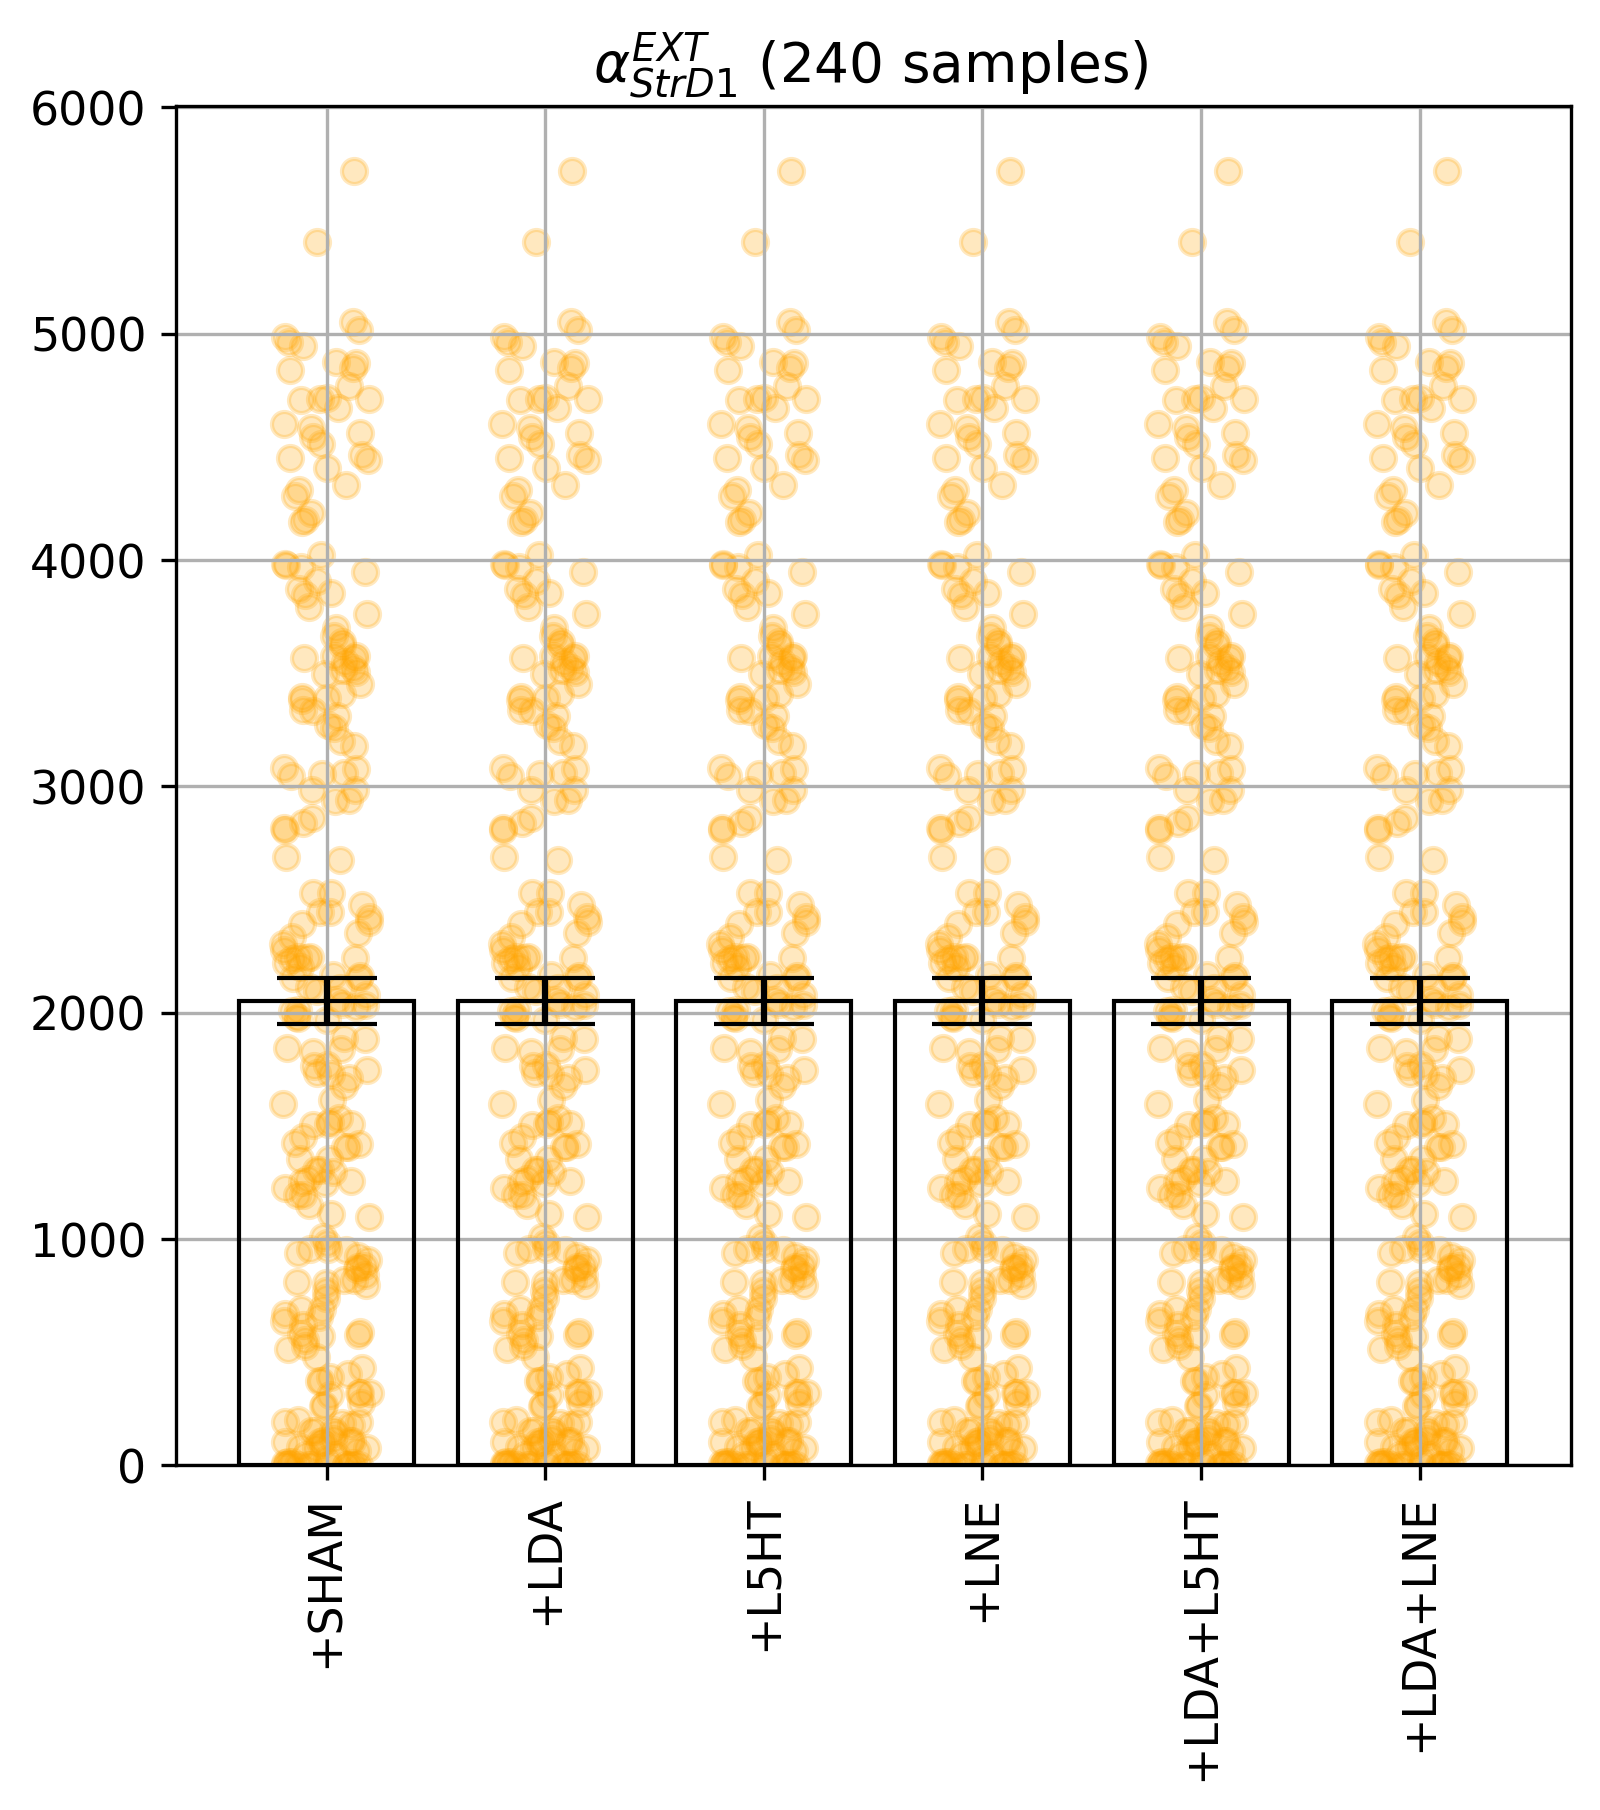 α^{EXT}_{StrD1} (240 samples)
6000
5000
4000
3000
2000
1000
0
+SHAM
+LDA
+L5HT
+LNE
+LDA+L5HT
+LDA+LNE